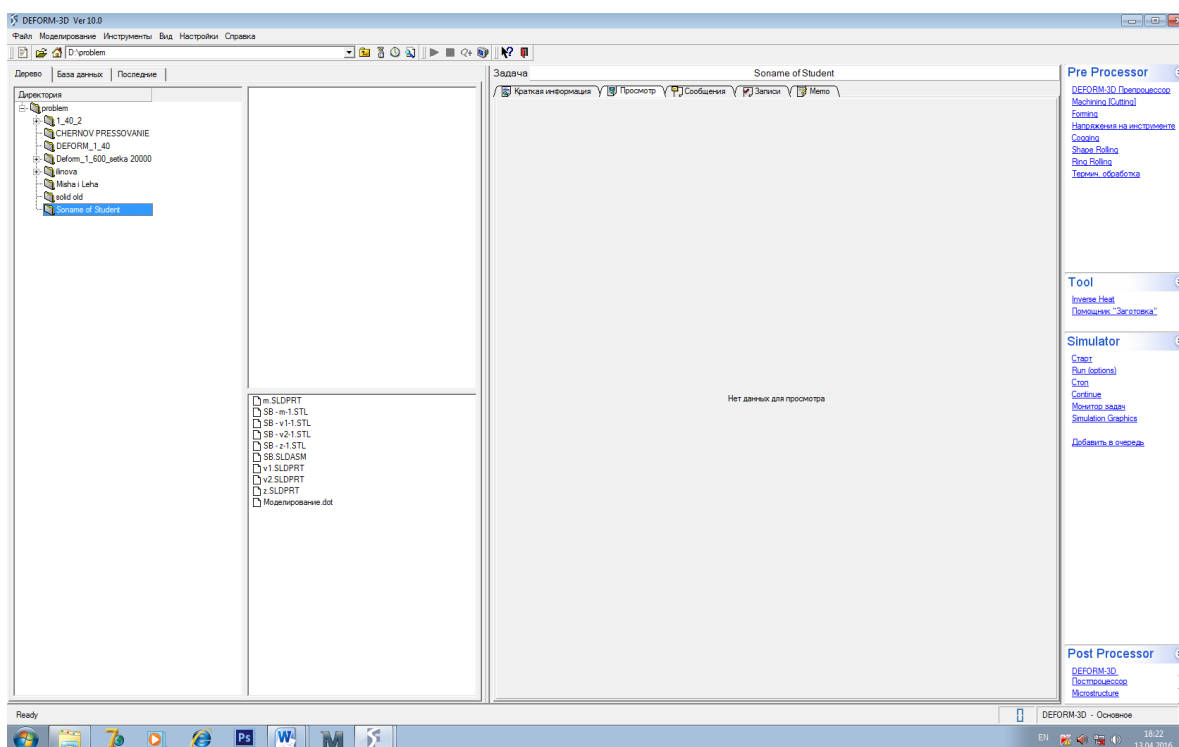 DEFORM-3D Ver 10.0
Файл Моделирование Инструменты Вид Настройки Справка
D:\problem
Дерево База данных Последние
Директория
problem
1_40_2
CHERNOV PRESSOVANIE
DEFORM_1_40
Deform_1_600_setka 20000
ilinova
Misha i Leha
solid old
Soname of Student
m.SLDPRT
SB - m-1.STL
SB - v1-1.STL
SB - v2-1.STL
SB - z-1.STL
SB.SLDASM
v1.SLDPRT
v2.SLDPRT
z.SLDPRT
Моделирование.dot
Задача Soname of Student
Краткая информация Просмотр Сообщения Записи Memo
Нет данных для просмотра
Pre Processor
DEFORM-3D Препроцессор
Machining [Cutting]
Forming
Напряжения на инструменте
Cogging
Shape Rolling
Ring Rolling
Термич. обработка
Tool
Inverse Heat
Помощник "Заготовка"
Simulator
Старт
Run (options)
Стоп
Continue
Монитор задач
Simulation Graphics
Добавить в очередь
Post Processor
DEFORM-3D
Постпроцессор
Microstructure
Ready
DEFORM-3D - Основное
EN
18:22
13.04.2016